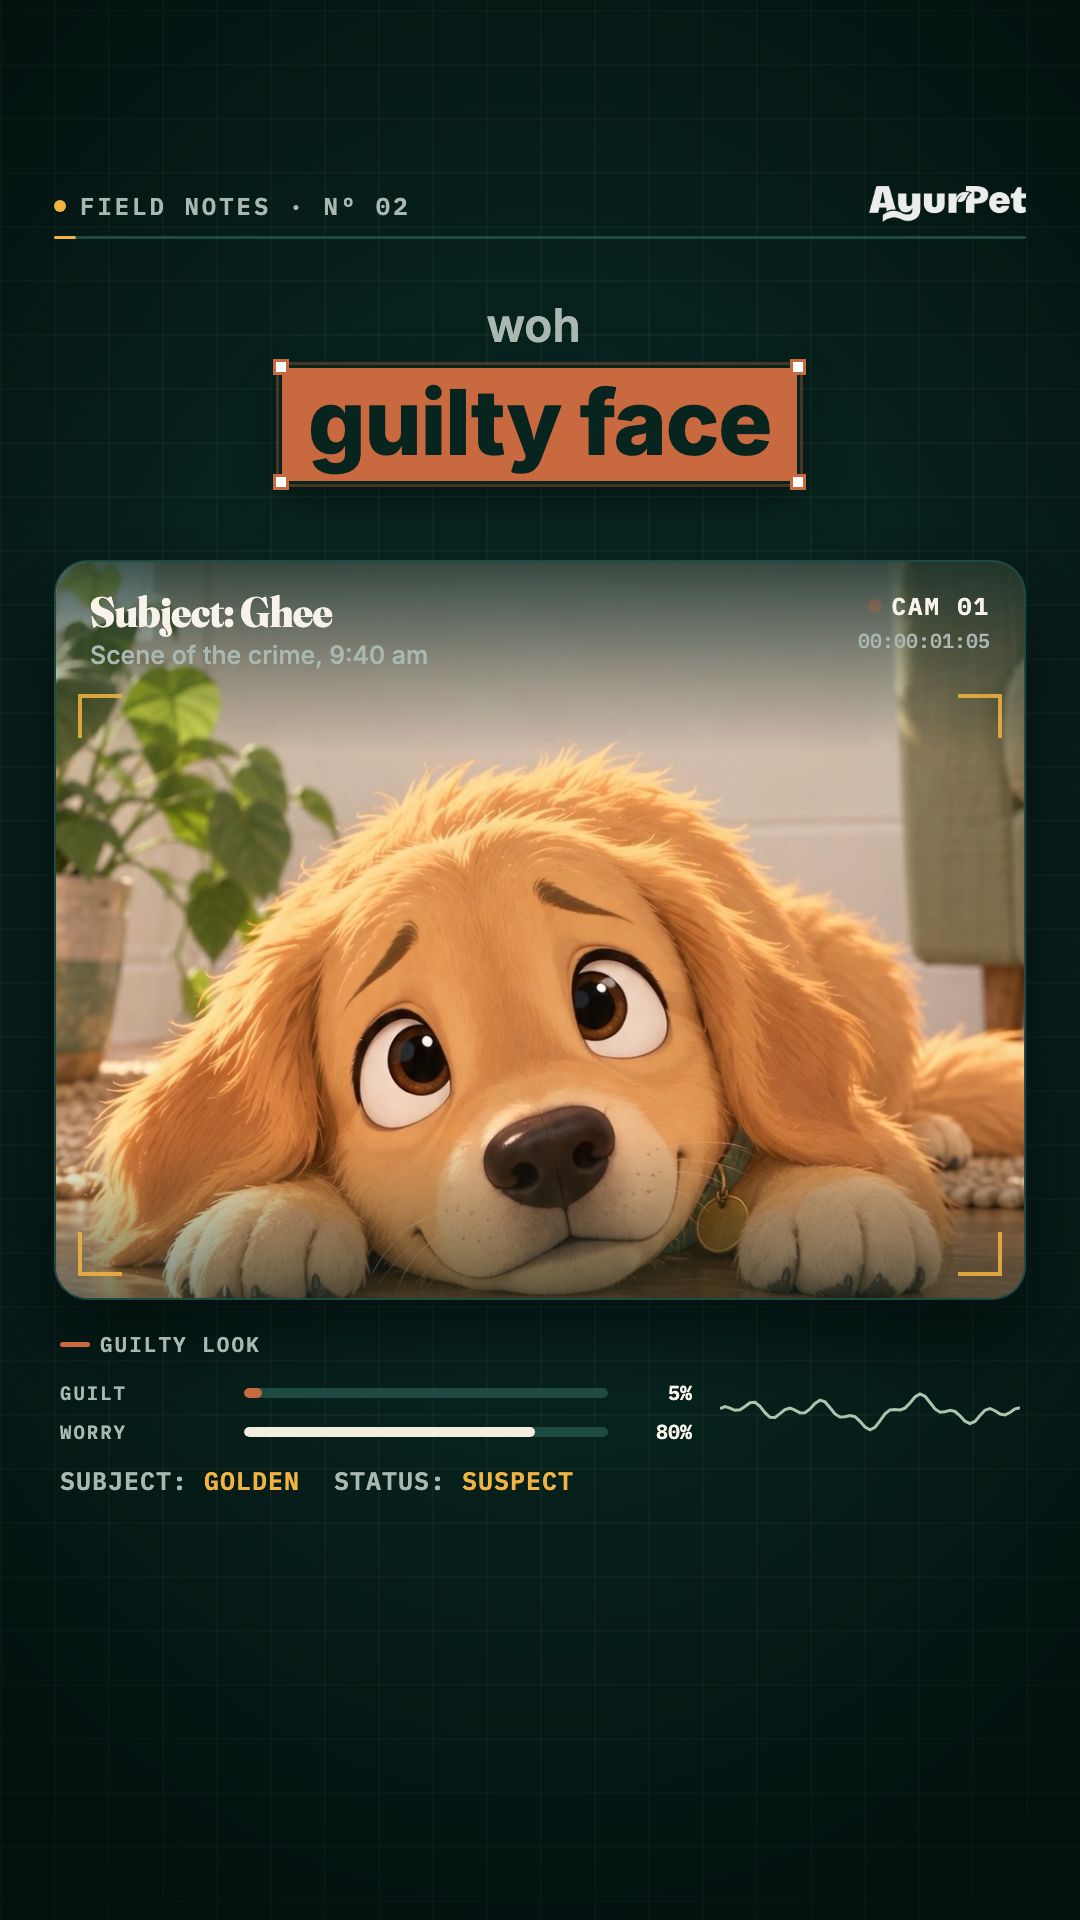 FIELD NOTES · Nº 02
AyurPet
woh
guilty face
Subject: Ghee
Scene of the crime, 9:40 am
CAM 01
00:00:01:05
GUILTY LOOK
GUILT 5%
WORRY 80%
SUBJECT: GOLDEN STATUS: SUSPECT